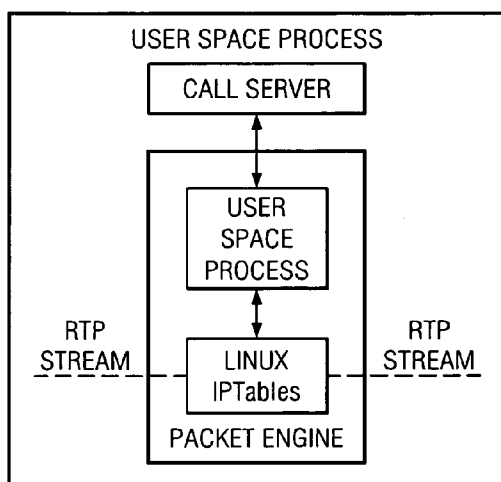 USER SPACE PROCESS
CALL SERVER
USER
SPACE
PROCESS
RTP
STREAM
LINUX
IPTables
RTP
STREAM
PACKET ENGINE